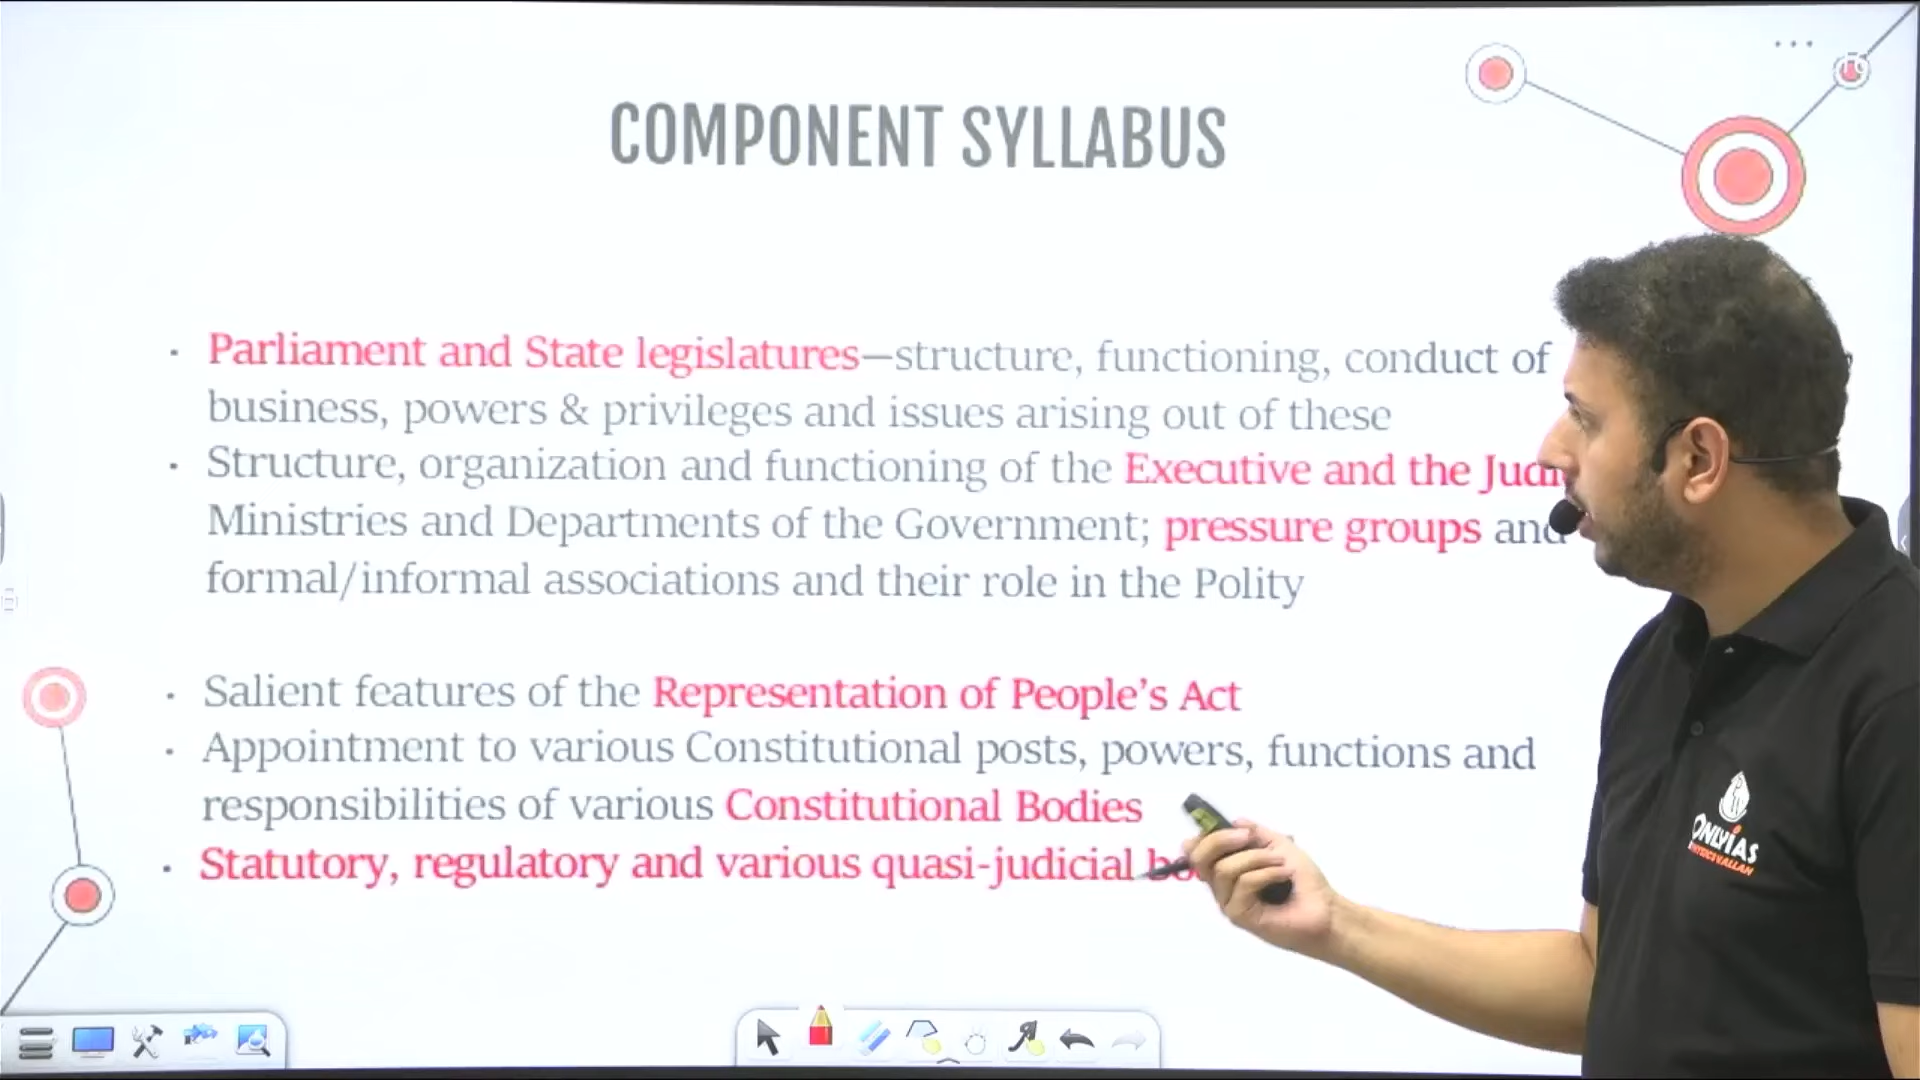 COMPONENT SYLLABUS
· Parliament and State legislatures—structure, functioning, conduct of
business, powers & privileges and issues arising out of these
· Structure, organization and functioning of the Executive and the
Ministries and Departments of the Government; pressure groups and
formal/informal associations and their role in the Polity
· Salient features of the Representation of People's Act
· Appointment to various Constitutional posts, powers, functions and
responsibilities of various Constitutional Bodies
· Statutory, regulatory and various quasi-judicial
ONLYIAS
PHYSICS WALLAH